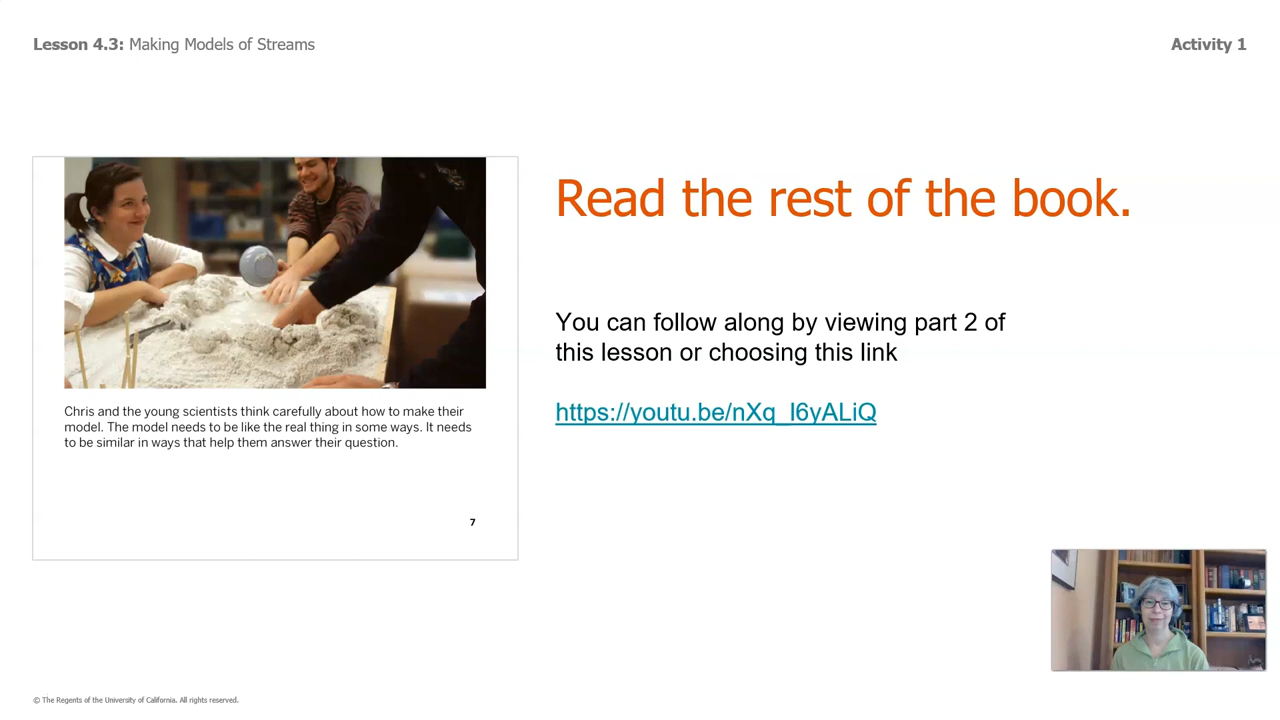 Lesson 4.3: Making Models of Streams
Activity 1
Read the rest of the book.
You can follow along by viewing part 2 of
this lesson or choosing this link
https://youtu.be/nXq_l6yALiQ
Chris and the young scientists think carefully about how to make their
model. The model needs to be like the real thing in some ways. It needs
to be similar in ways that help them answer their question.
7
© The Regents of the University of California. All rights reserved.